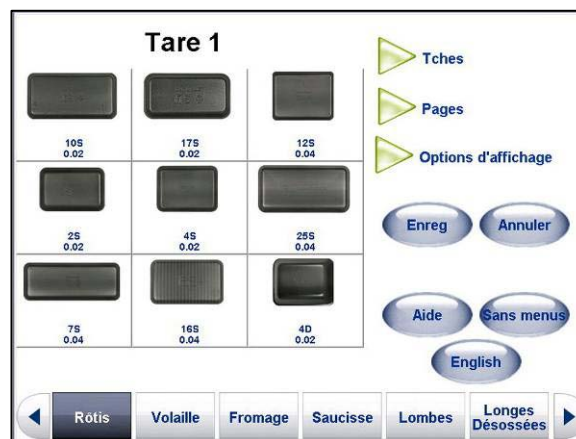 Tare 1
10S
0.02
17S
0.02
12S
0.04
2S
0.02
4S
0.02
25S
0.04
7S
0.04
16S
0.04
4D
0.02
Tches
Pages
Options d'affichage
Enreg
Annuler
Aide
Sans menus
English
Rôtis
Volaille
Fromage
Saucisse
Lombes
Longes
Désossées